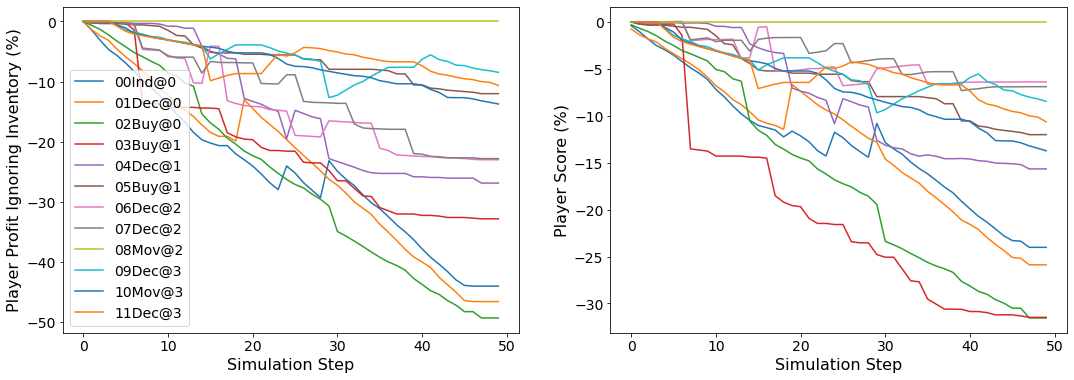 Player Profit Ignoring Inventory (%)
0
−10
−20
−30
−40
−50
00Ind@0
01Dec@0
02Buy@0
03Buy@1
04Dec@1
05Buy@1
06Dec@2
07Dec@2
08Mov@2
09Dec@3
10Mov@3
11Dec@3
0 10 20 30 40 50
Simulation Step
Player Score (%)
0
−5
−10
−15
−20
−25
−30
0 10 20 30 40 50
Simulation Step